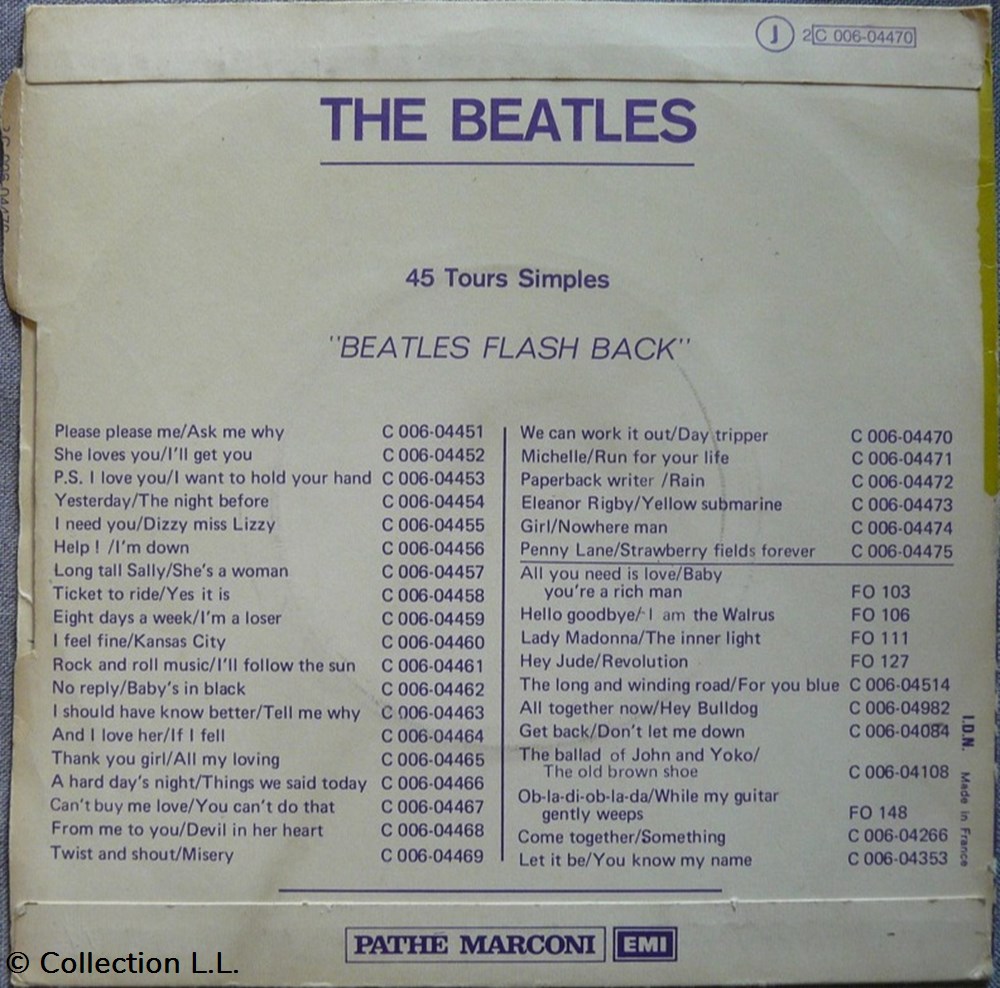 J 2 C 006-04470
THE BEATLES
45 Tours Simples
"BEATLES FLASH BACK"
Please please me/Ask me why C 006-04451
She loves you/I'll get you C 006-04452
P.S. I love you/I want to hold your hand C 006-04453
Yesterday/The night before C 006-04454
I need you/Dizzy miss Lizzy C 006-04455
Help ! /I'm down C 006-04456
Long tall Sally/She's a woman C 006-04457
Ticket to ride/Yes it is C 006-04458
Eight days a week/I'm a loser C 006-04459
I feel fine/Kansas City C 006-04460
Rock and roll music/I'll follow the sun C 006-04461
No reply/Baby's in black C 006-04462
I should have know better/Tell me why C 006-04463
And I love her/If I fell C 006-04464
Thank you girl/All my loving C 006-04465
A hard day's night/Things we said today C 006-04466
Can't buy me love/You can't do that C 006-04467
From me to you/Devil in her heart C 006-04468
Twist and shout/Misery C 006-04469
We can work it out/Day tripper C 006-04470
Michelle/Run for your life C 006-04471
Paperback writer /Rain C 006-04472
Eleanor Rigby/Yellow submarine C 006-04473
Girl/Nowhere man C 006-04474
Penny Lane/Strawberry fields forever C 006-04475
All you need is love/Baby
you're a rich man FO 103
Hello goodbye/I am the Walrus FO 106
Lady Madonna/The inner light FO 111
Hey Jude/Revolution FO 127
The long and winding road/For you blue C 006-04514
All together now/Hey Bulldog C 006-04982
Get back/Don't let me down C 006-04084
The ballad of John and Yoko/
The old brown shoe C 006-04108
Ob-la-di-ob-la-da/While my guitar
gently weeps FO 148
Come together/Something C 006-04266
Let it be/You know my name C 006-04353
I.D.N. Made in France
PATHÉ MARCONI EMI
© Collection L.L.